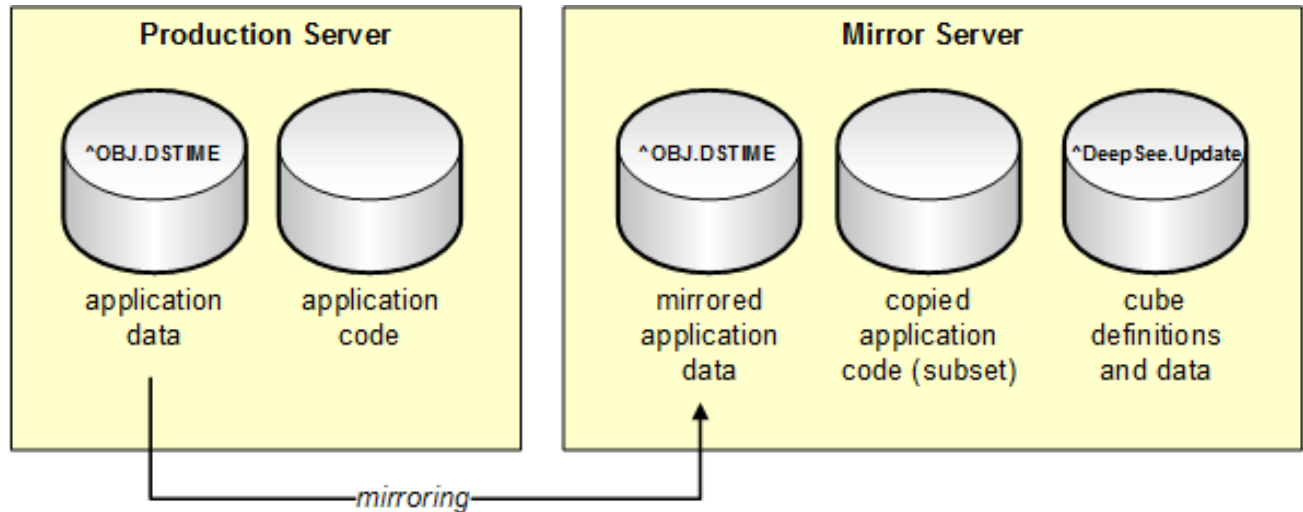 Production Server
^OBJ.DSTIME
application
data
application
code
Mirror Server
^OBJ.DSTIME
^DeepSee.Update
mirrored
application
data
copied
application
code (subset)
cube
definitions
and data
mirroring